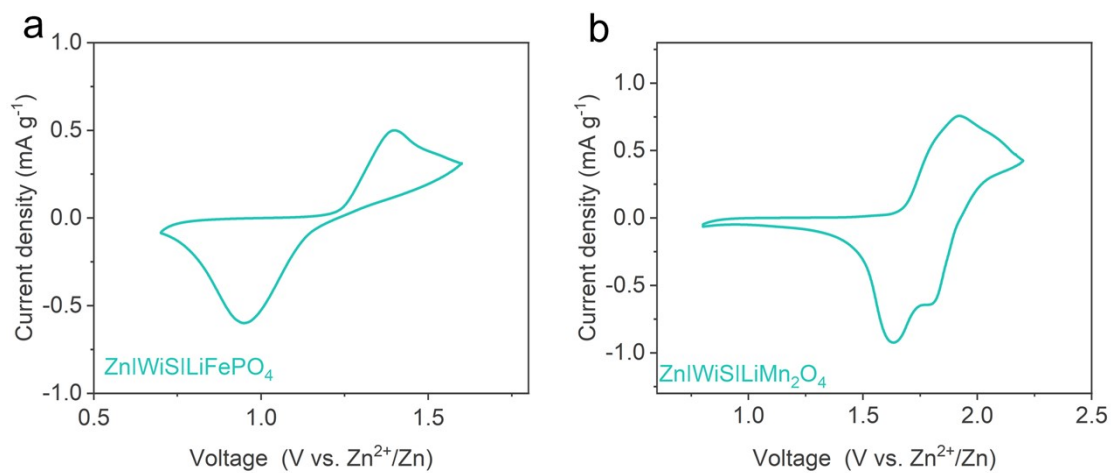 a
1.0
0.5
0.0
-0.5
-1.0
Current density (mA g⁻¹)
Zn|WiS|LiFePO₄
0.5
1.0
1.5
Voltage (V vs. Zn²⁺/Zn)
b
1.0
0.5
0.0
-0.5
-1.0
Current density (mA g⁻¹)
Zn|WiS|LiMn₂O₄
1.0
1.5
2.0
2.5
Voltage (V vs. Zn²⁺/Zn)